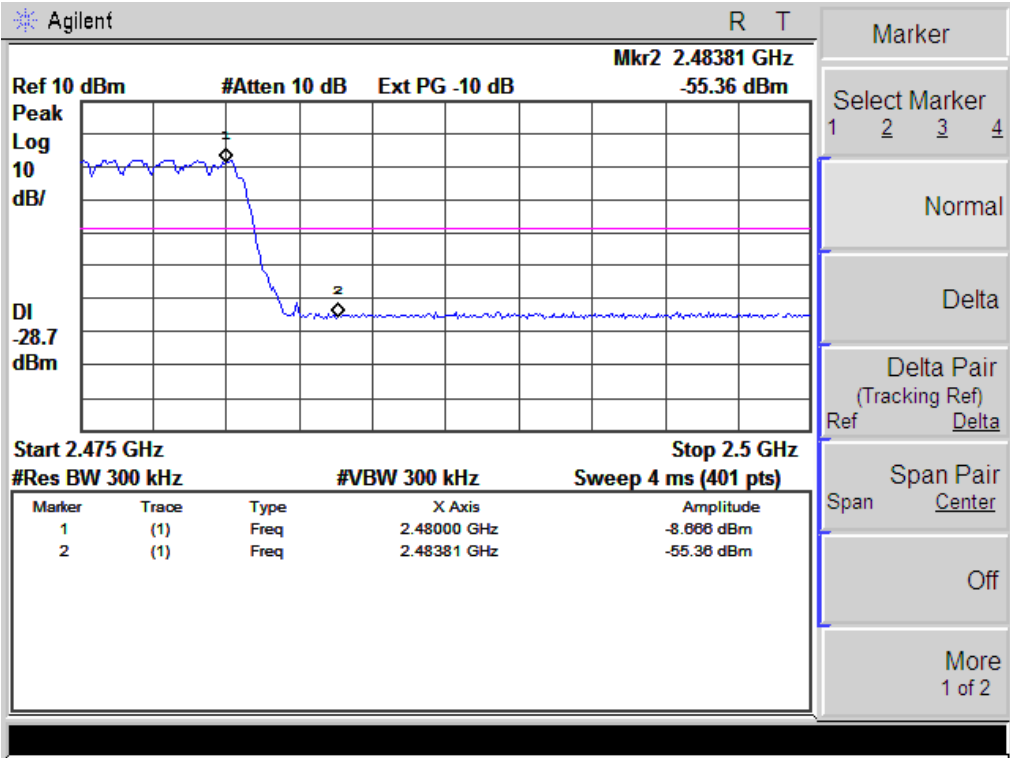 Agilent R T
Mkr2 2.48381 GHz
Ref 10 dBm #Atten 10 dB Ext PG -10 dB -55.36 dBm
Peak
Log
10
dB/
1
2
DI
-28.7
dBm
Start 2.475 GHz Stop 2.5 GHz
#Res BW 300 kHz #VBW 300 kHz Sweep 4 ms (401 pts)
Marker Trace Type X Axis Amplitude
1 (1) Freq 2.48000 GHz -8.666 dBm
2 (1) Freq 2.48381 GHz -55.36 dBm
Marker
Select Marker
1 2 3 4
Normal
Delta
Delta Pair
(Tracking Ref)
Ref Delta
Span Pair
Span Center
Off
More
1 of 2